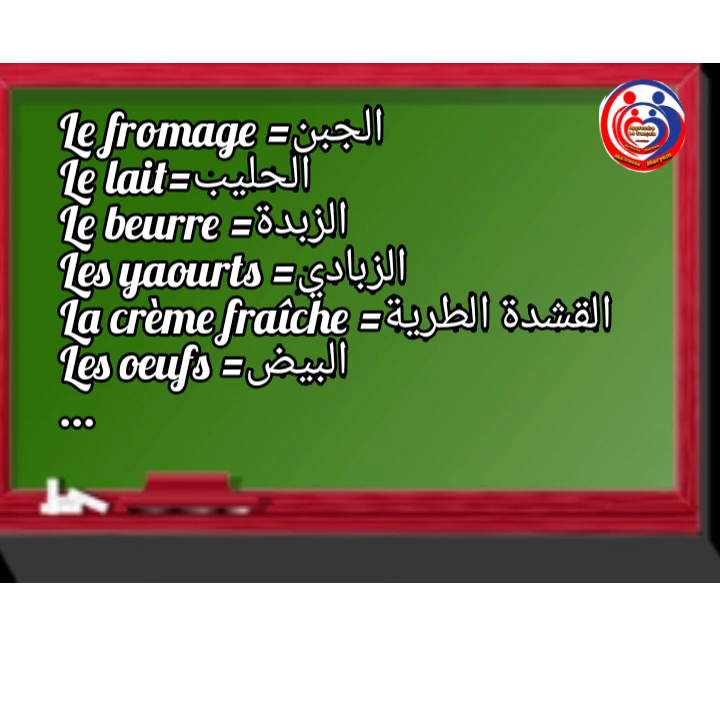 Le fromage =الجبن
Le lait=الحليب
Le beurre =الزبدة
Les yaourts =الزبادي
La crème fraîche =القشدة الطرية
Les oeufs =البيض
...